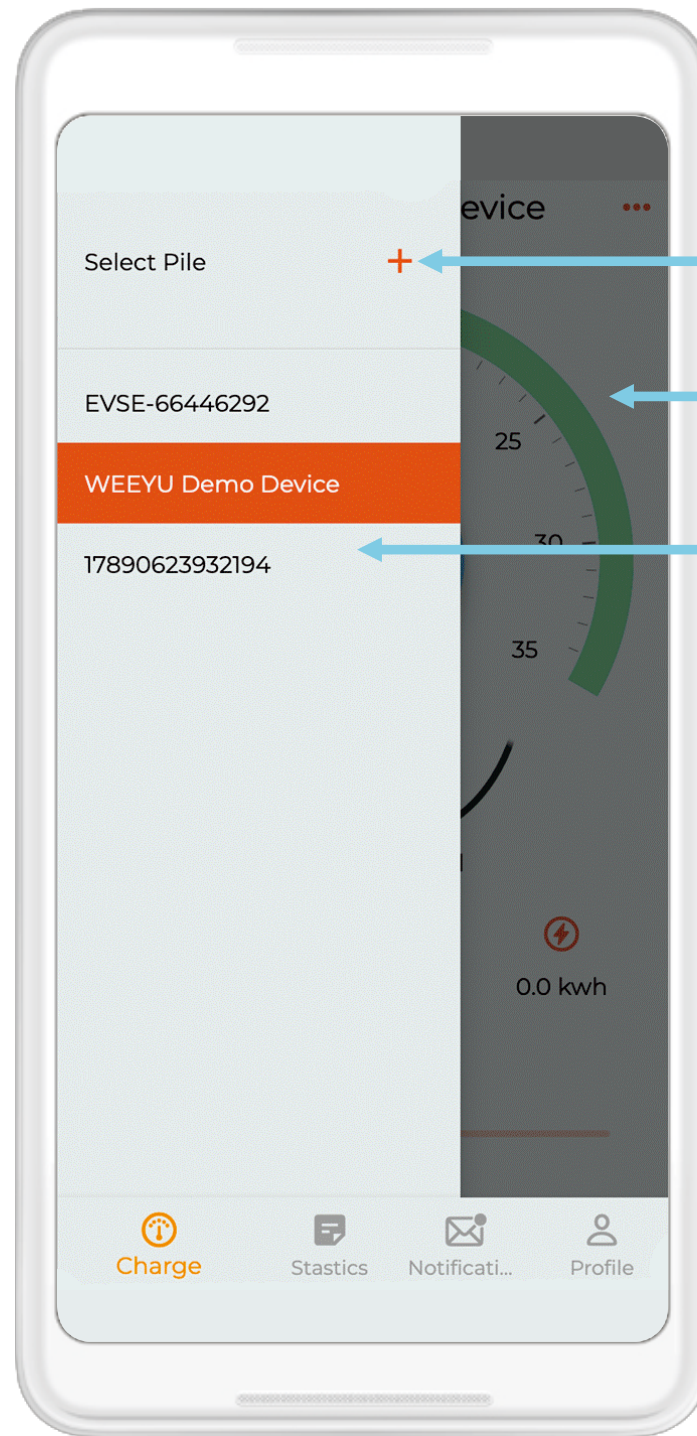 evice
Select Pile
EVSE-66446292
25
WEEYU Demo Device
30
17890623932194
35
0.0 kwh
Charge
Stastics
Notificati...
Profile